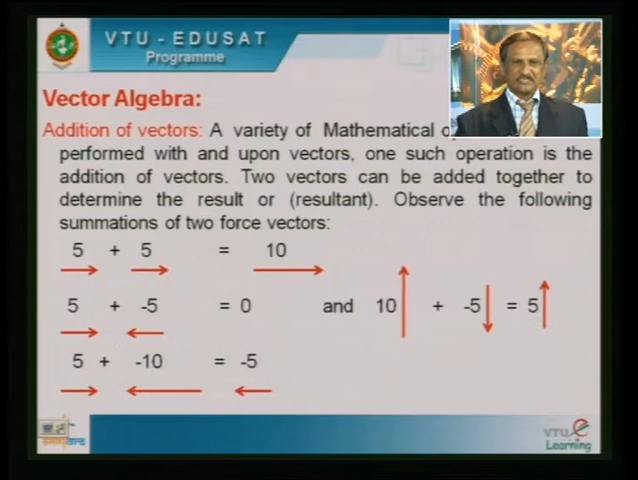 VTU - EDUSAT
Programme
Vector Algebra:
Addition of vectors: A variety of Mathematical
performed with and upon vectors, one such operation is the
addition of vectors. Two vectors can be added together to
determine the result or (resultant). Observe the following
summations of two force vectors:
5 + 5 = 10
5 + -5 = 0 and 10 + -5 = 5
5 + -10 = -5
VTU e
Learning